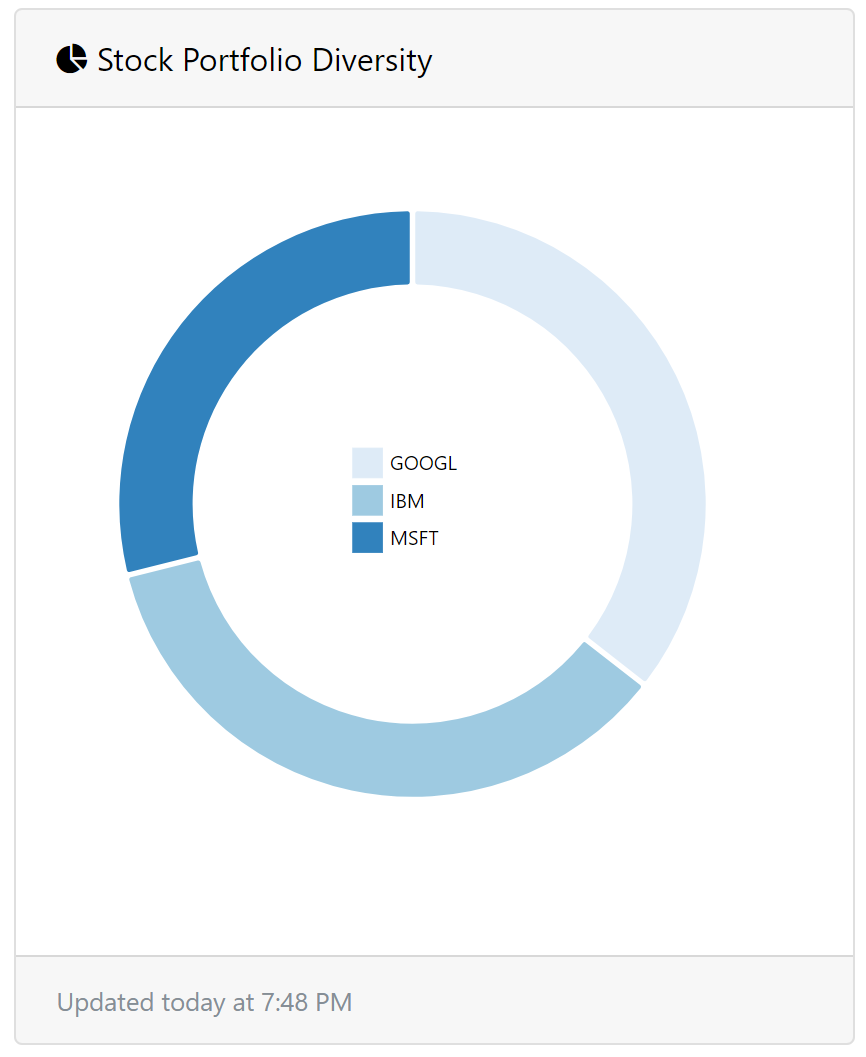 Stock Portfolio Diversity
GOOGL
IBM
MSFT
Updated today at 7:48 PM